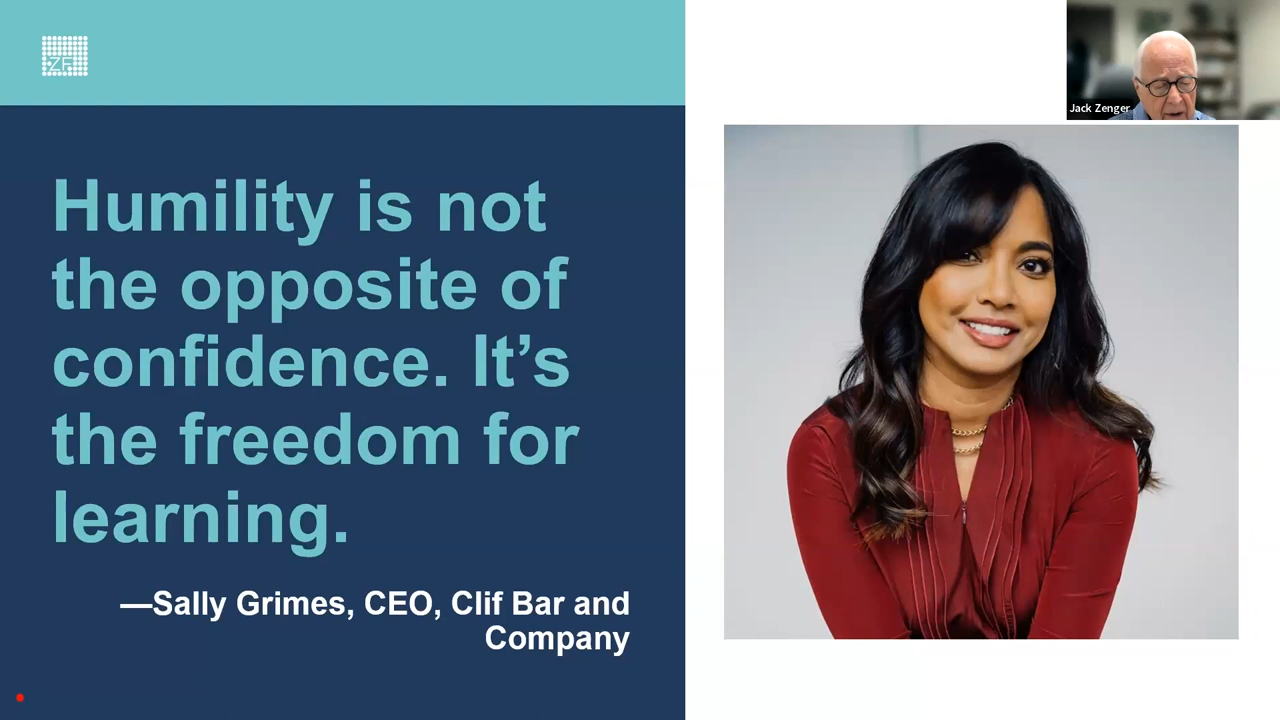 ZF
Humility is not
the opposite of
confidence. It’s
the freedom for
learning.
—Sally Grimes, CEO, Clif Bar and
Company
Jack Zenger